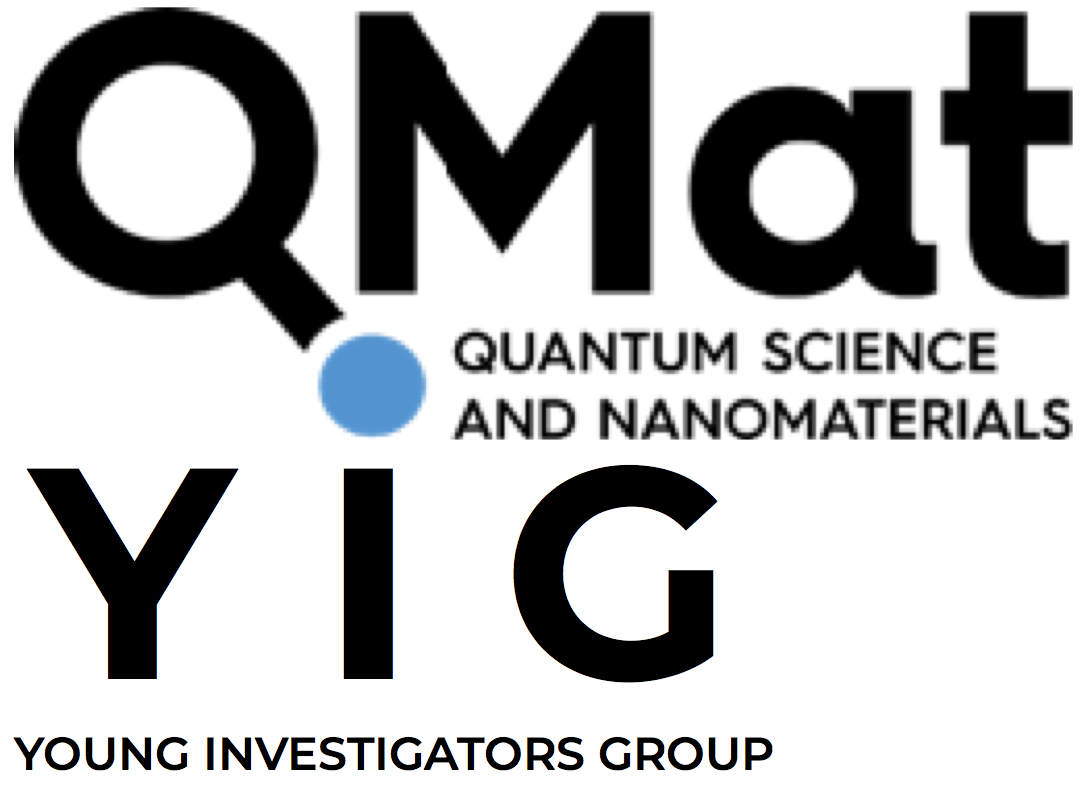 QMat
QUANTUM SCIENCE
AND NANOMATERIALS
YIG
YOUNG INVESTIGATORS GROUP